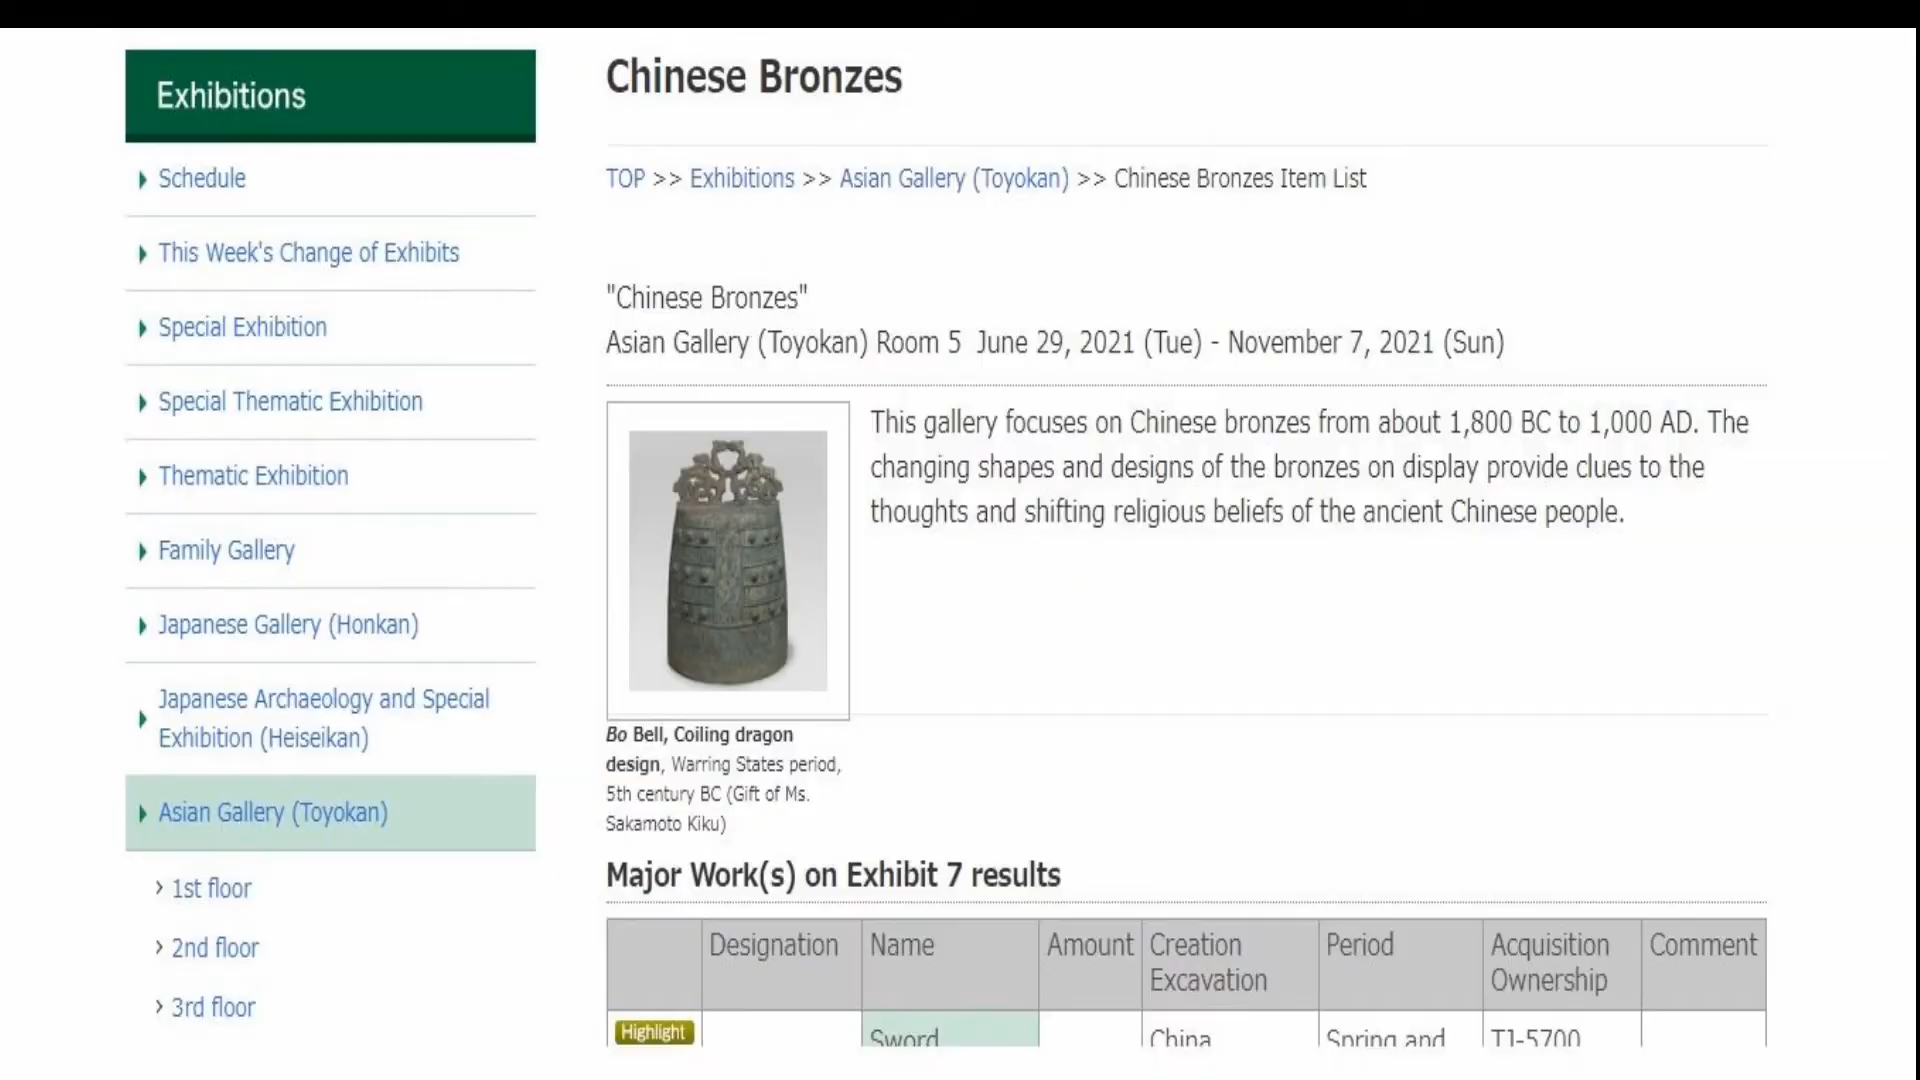 Exhibitions
Schedule
This Week's Change of Exhibits
Special Exhibition
Special Thematic Exhibition
Thematic Exhibition
Family Gallery
Japanese Gallery (Honkan)
Japanese Archaeology and Special
Exhibition (Heiseikan)
Asian Gallery (Toyokan)
1st floor
2nd floor
3rd floor
Chinese Bronzes
TOP >> Exhibitions >> Asian Gallery (Toyokan) >> Chinese Bronzes Item List
"Chinese Bronzes"
Asian Gallery (Toyokan) Room 5 June 29, 2021 (Tue) - November 7, 2021 (Sun)
This gallery focuses on Chinese bronzes from about 1,800 BC to 1,000 AD. The
changing shapes and designs of the bronzes on display provide clues to the
thoughts and shifting religious beliefs of the ancient Chinese people.
Bo Bell, Coiling dragon
design, Warring States period,
5th century BC (Gift of Ms.
Sakamoto Kiku)
Major Work(s) on Exhibit 7 results
Designation Name Amount Creation Excavation Period Acquisition Ownership Comment
Highlight Sword China Spring and TJ-5700